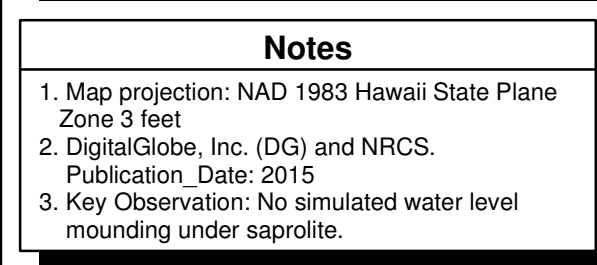 Notes
1. Map projection: NAD 1983 Hawaii State Plane
Zone 3 feet
2. DigitalGlobe, Inc. (DG) and NRCS.
Publication_Date: 2015
3. Key Observation: No simulated water level
mounding under saprolite.